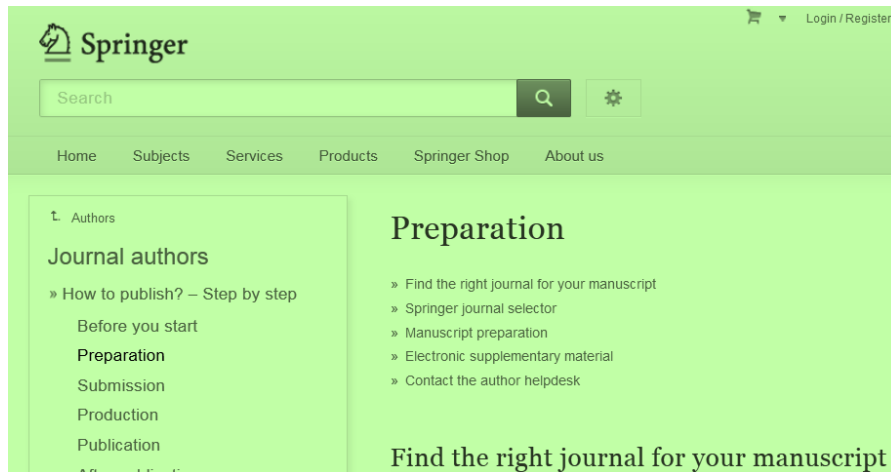 Login / Register
Springer
Search
Home Subjects Services Products Springer Shop About us
Authors
Journal authors
» How to publish? – Step by step
Before you start
Preparation
Submission
Production
Publication
Preparation
» Find the right journal for your manuscript
» Springer journal selector
» Manuscript preparation
» Electronic supplementary material
» Contact the author helpdesk
Find the right journal for your manuscript